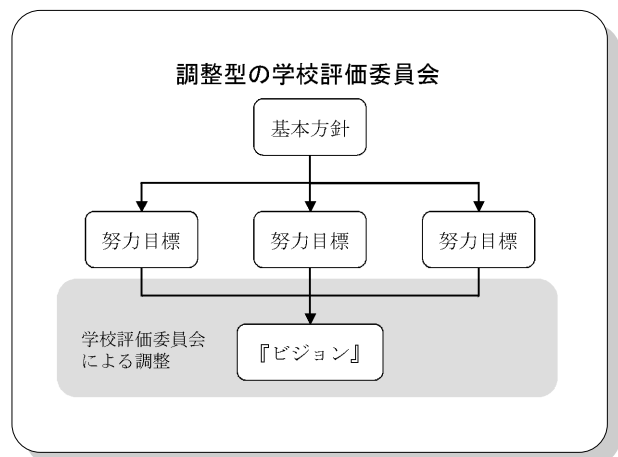 調整型の学校評価委員会
基本方針
努力目標
努力目標
努力目標
学校評価委員会
による調整
『ビジョン』